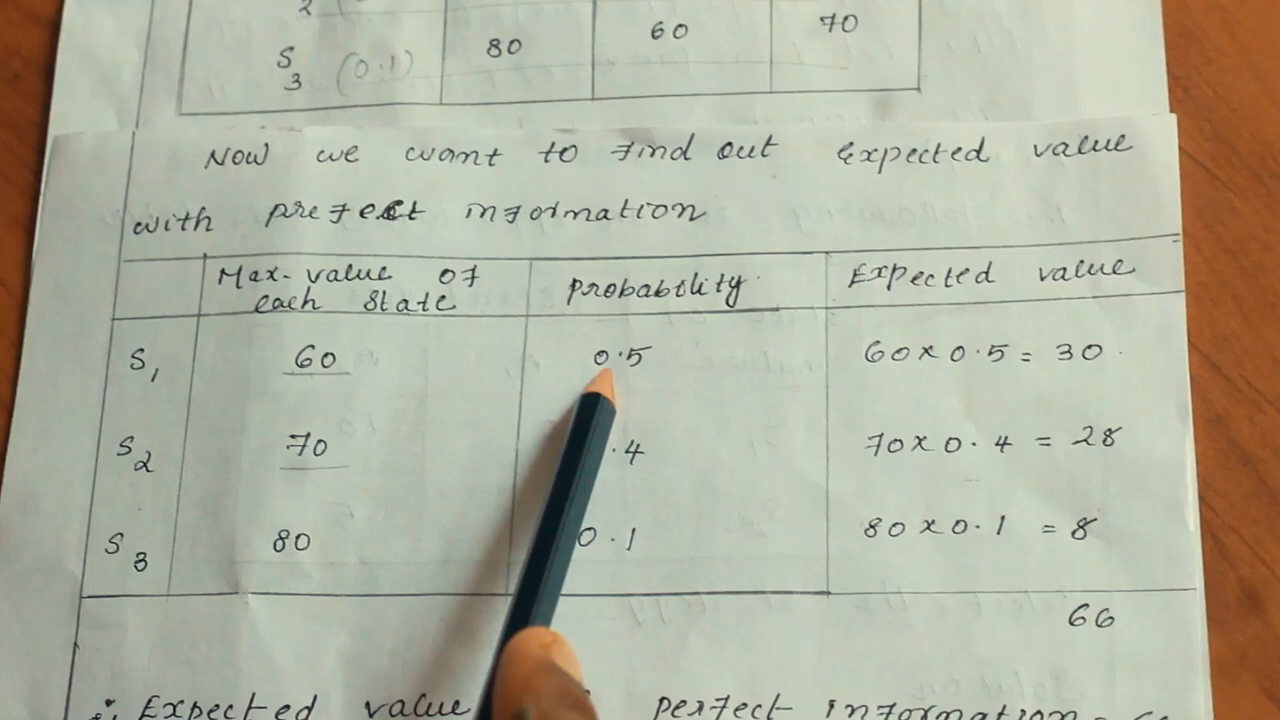 S3 (0.1) 80 60 70
Now we want to find out Expected value
with prefect information
Max-value of each state Probability Expected value
S1 60 0.5 60x0.5 = 30
S2 70 .4 70x0.4 = 28
S3 80 0.1 80x0.1 = 8
66
∴ Expected value perfect information